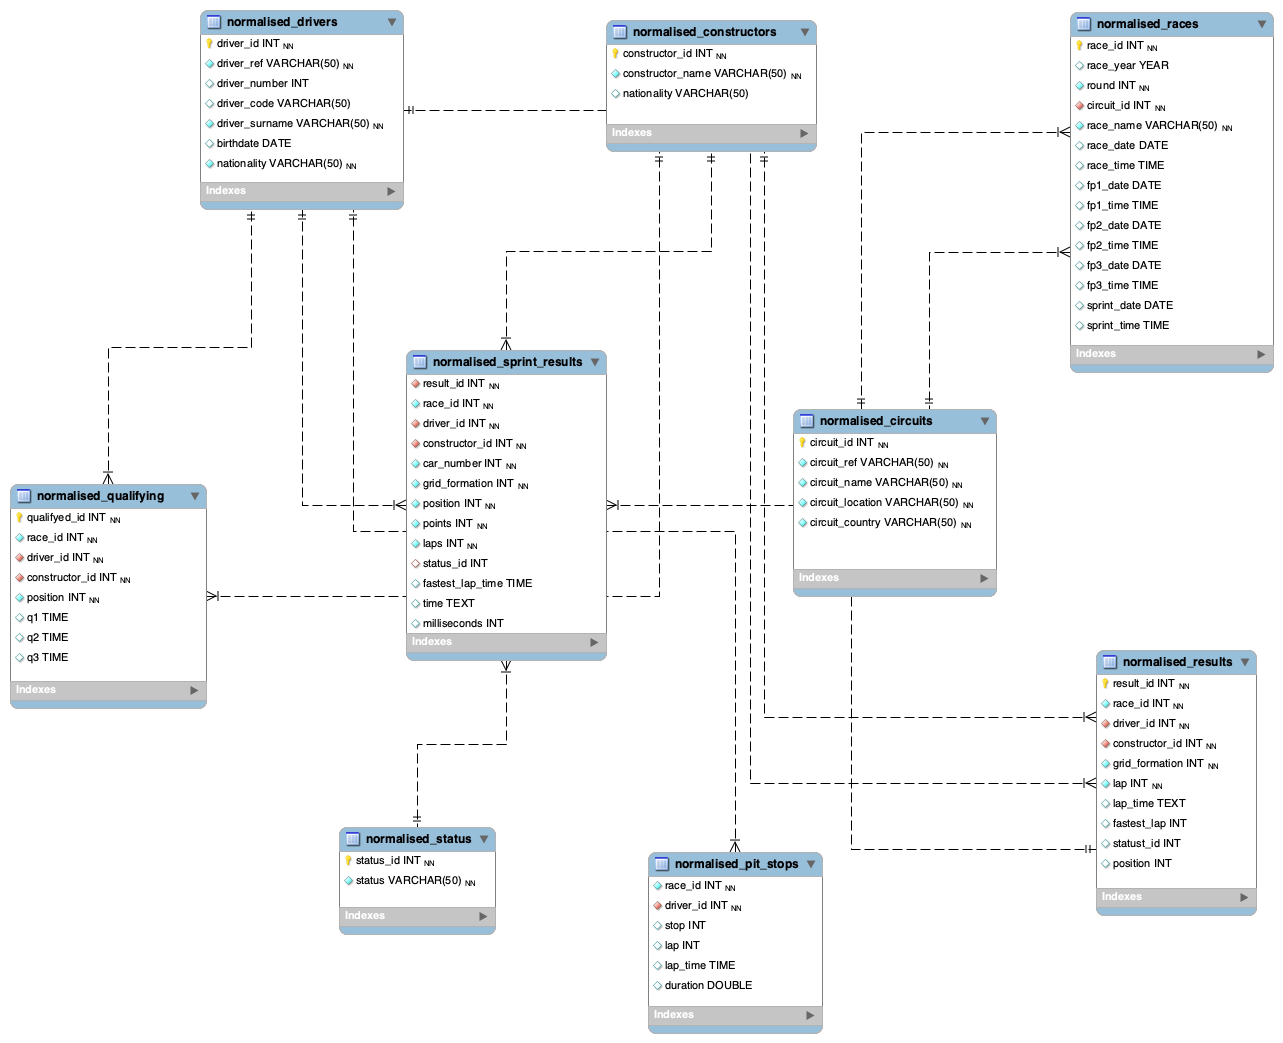 normalised_drivers
driver_id INT NN
driver_ref VARCHAR(50) NN
driver_number INT
driver_code VARCHAR(50)
driver_surname VARCHAR(50) NN
birthdate DATE
nationality VARCHAR(50) NN
Indexes
normalised_constructors
constructor_id INT NN
constructor_name VARCHAR(50) NN
nationality VARCHAR(50)
Indexes
normalised_races
race_id INT NN
race_year YEAR
round INT NN
circuit_id INT NN
race_name VARCHAR(50) NN
race_date DATE
race_time TIME
fp1_date DATE
fp1_time TIME
fp2_date DATE
fp2_time TIME
fp3_date DATE
fp3_time TIME
sprint_date DATE
sprint_time TIME
Indexes
normalised_sprint_results
result_id INT NN
race_id INT NN
driver_id INT NN
constructor_id INT NN
car_number INT NN
grid_formation INT NN
position INT NN
points INT NN
laps INT NN
status_id INT
fastest_lap_time TIME
time TEXT
milliseconds INT
Indexes
normalised_circuits
circuit_id INT NN
circuit_ref VARCHAR(50) NN
circuit_name VARCHAR(50) NN
circuit_location VARCHAR(50) NN
circuit_country VARCHAR(50) NN
Indexes
normalised_qualifying
qualifyed_id INT NN
race_id INT NN
driver_id INT NN
constructor_id INT NN
position INT NN
q1 TIME
q2 TIME
q3 TIME
Indexes
normalised_results
result_id INT NN
race_id INT NN
driver_id INT NN
constructor_id INT NN
grid_formation INT NN
lap INT NN
lap_time TEXT
fastest_lap INT
statust_id INT
position INT
Indexes
normalised_status
status_id INT NN
status VARCHAR(50) NN
Indexes
normalised_pit_stops
race_id INT NN
driver_id INT NN
stop INT
lap INT
lap_time TIME
duration DOUBLE
Indexes